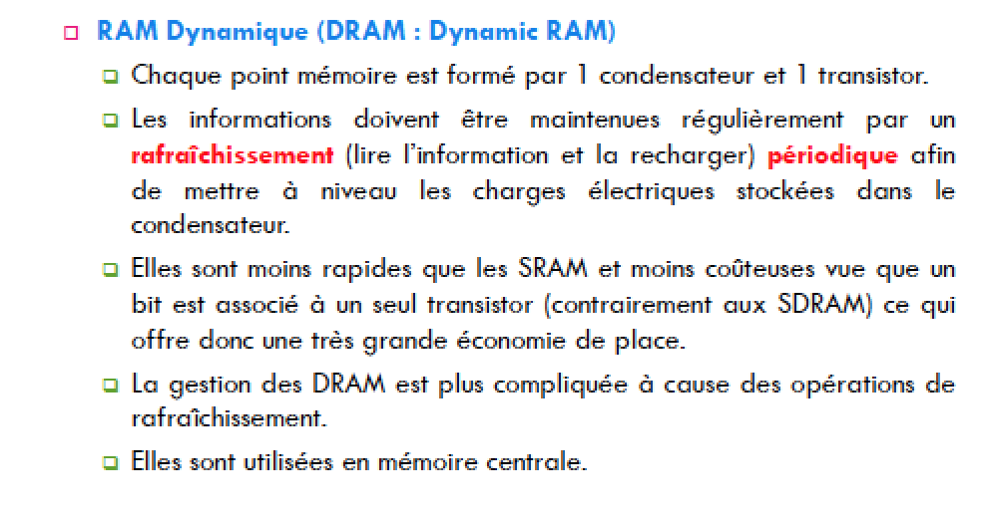 RAM Dynamique (DRAM : Dynamic RAM)
Chaque point mémoire est formé par 1 condensateur et 1 transistor.
Les informations doivent être maintenues régulièrement par un
rafraîchissement (lire l'information et la recharger) périodique afin
de mettre à niveau les charges électriques stockées dans le
condensateur.
Elles sont moins rapides que les SRAM et moins coûteuses vue que un
bit est associé à un seul transistor (contrairement aux SDRAM) ce qui
offre donc une très grande économie de place.
La gestion des DRAM est plus compliquée à cause des opérations de
rafraîchissement.
Elles sont utilisées en mémoire centrale.